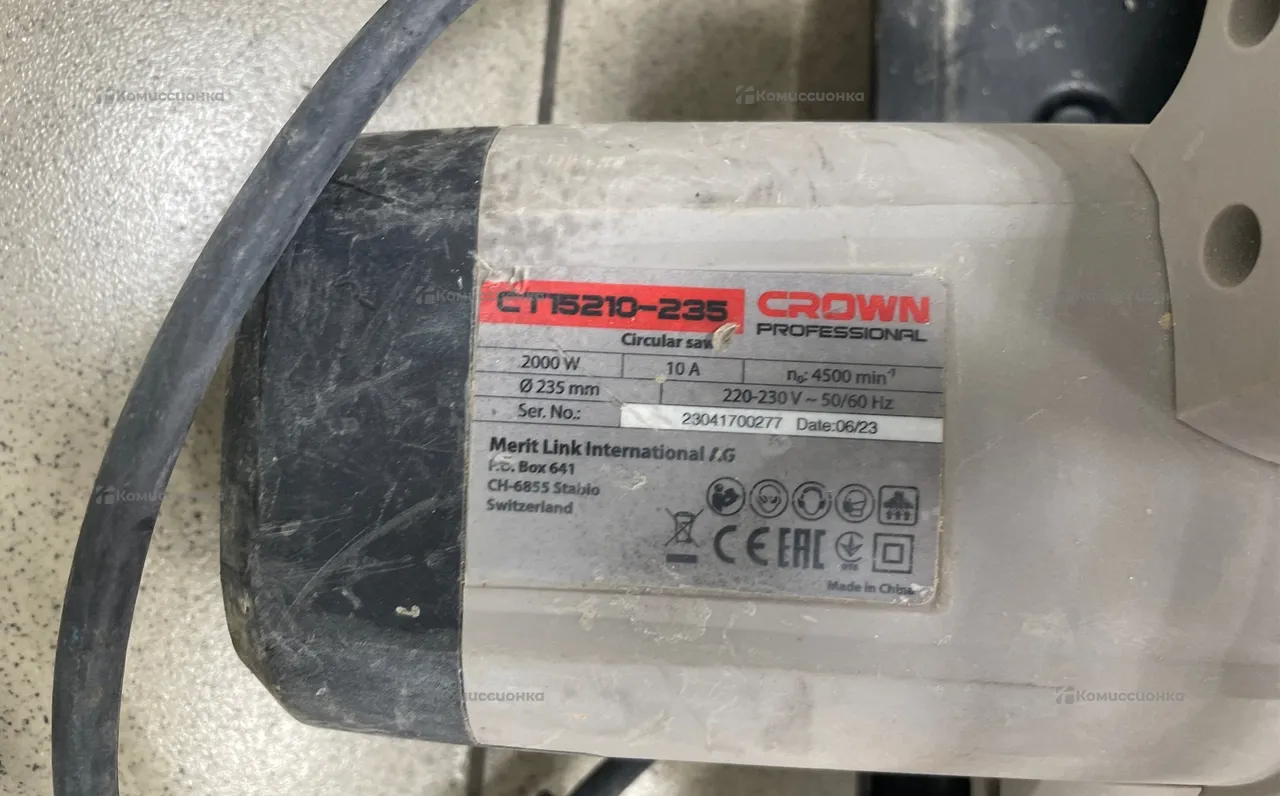 Комиссионка
Комиссионка
CT15210-235
CROWN
PROFESSIONAL
Circular saw
2000 W
10 A
n₀: 4500 min⁻¹
Ø 235 mm
220-230 V ~ 50/60 Hz
Ser. No.:
23041700277 Date:06/23
Merit Link International AG
P.O. Box 641
CH-6855 Stabio
Switzerland
CE EAC
Made in China
Комиссионка
Комиссионка
Комиссионка